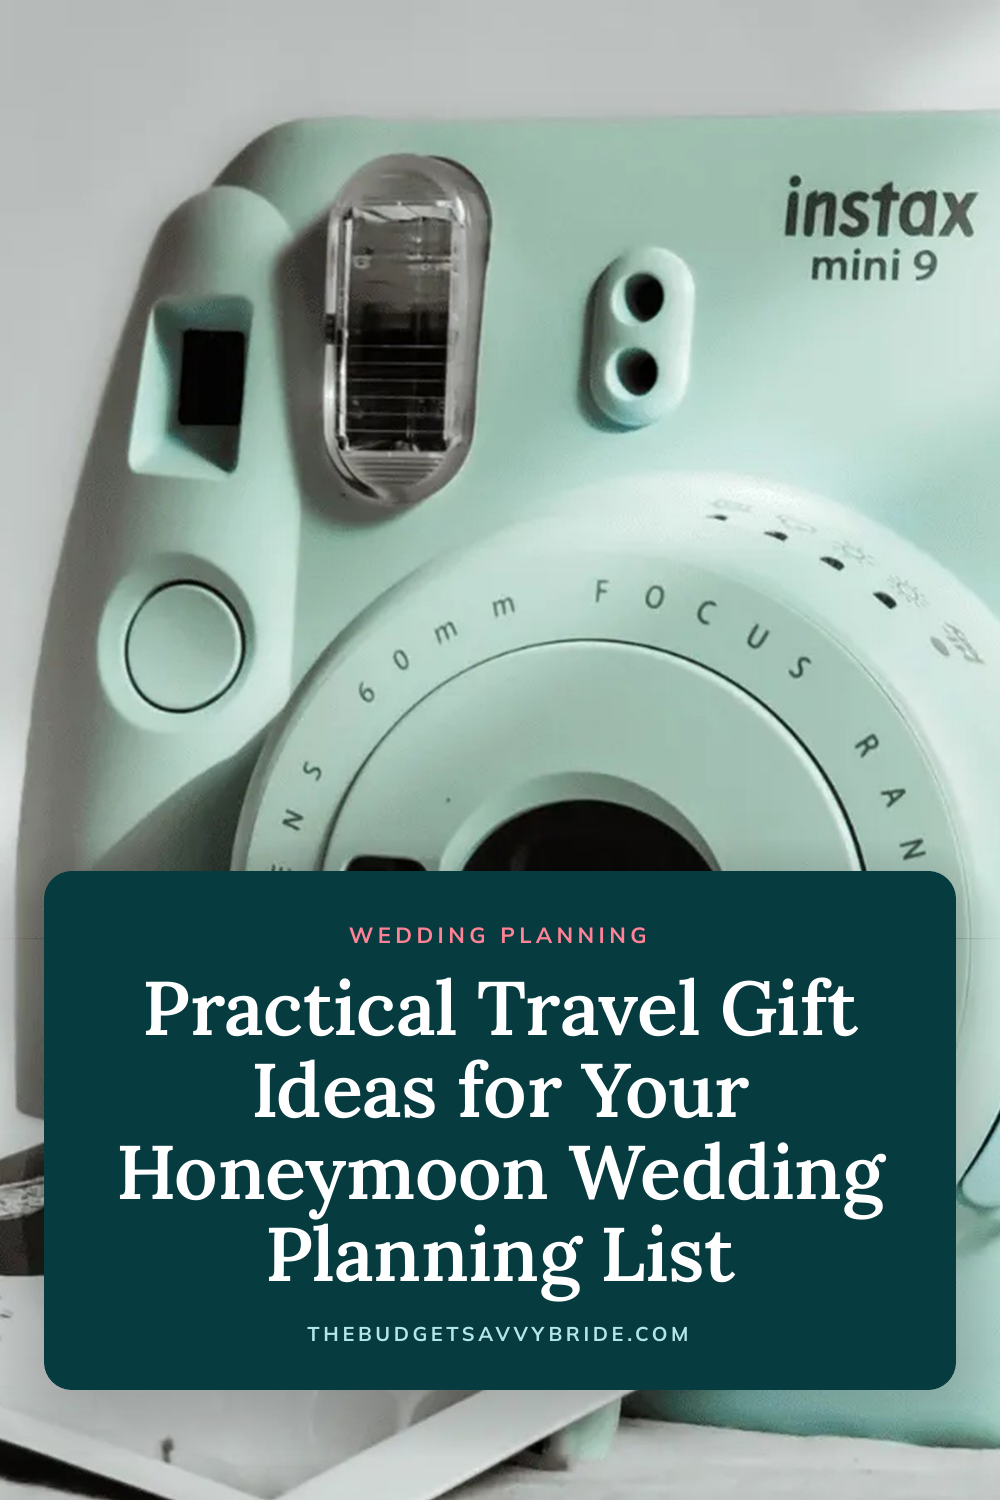 instax
mini 9
ENS 60mm FOCUS RAN
WEDDING PLANNING
Practical Travel Gift
Ideas for Your
Honeymoon Wedding
Planning List
THEBUDGETSAVVYBRIDE.COM